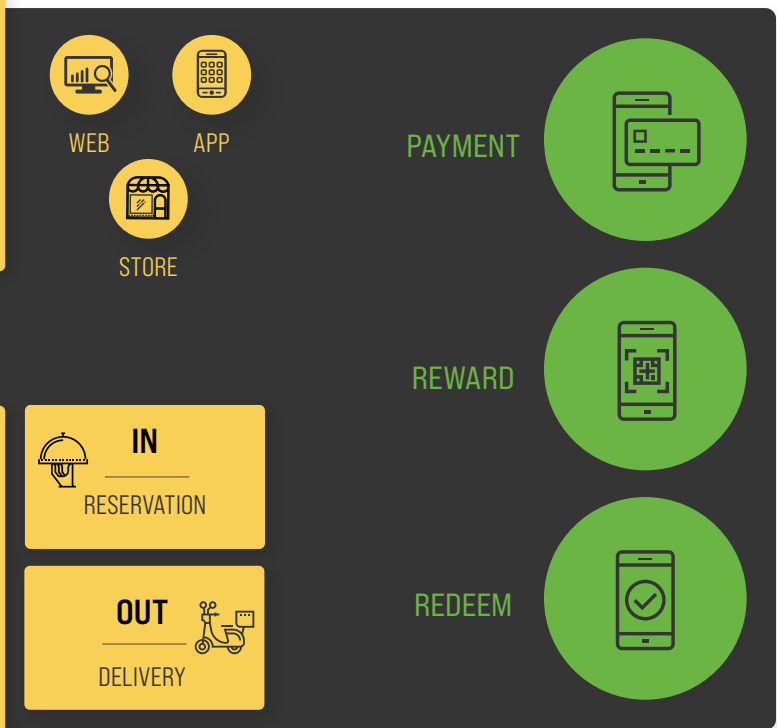 WEB
APP
STORE
PAYMENT
REWARD
IN
RESERVATION
OUT
DELIVERY
REDEEM